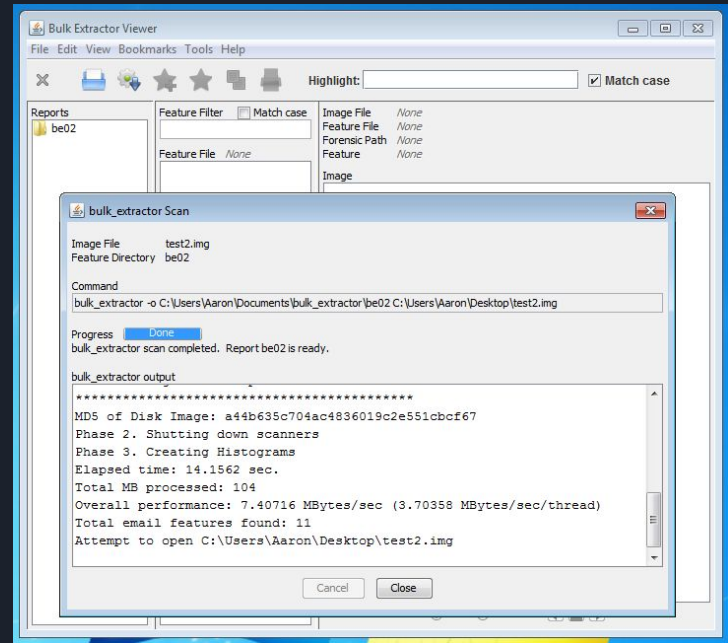 Bulk Extractor Viewer
File Edit View Bookmarks Tools Help
Highlight:
Match case
Reports
be02
Feature Filter Match case
Feature File None
Image File None
Feature File None
Forensic Path None
Feature None
Image
bulk_extractor Scan
Image File test2.img
Feature Directory be02
Command
bulk_extractor -o C:\Users\Aaron\Documents\bulk_extractor\be02 C:\Users\Aaron\Desktop\test2.img
Progress Done
bulk_extractor scan completed. Report be02 is ready.
bulk_extractor output
*******************************************
MD5 of Disk Image: a44b635c704ac4836019c2e551cbcf67
Phase 2. Shutting down scanners
Phase 3. Creating Histograms
Elapsed time: 14.1562 sec.
Total MB processed: 104
Overall performance: 7.40716 MBytes/sec (3.70358 MBytes/sec/thread)
Total email features found: 11
Attempt to open C:\Users\Aaron\Desktop\test2.img
Cancel Close